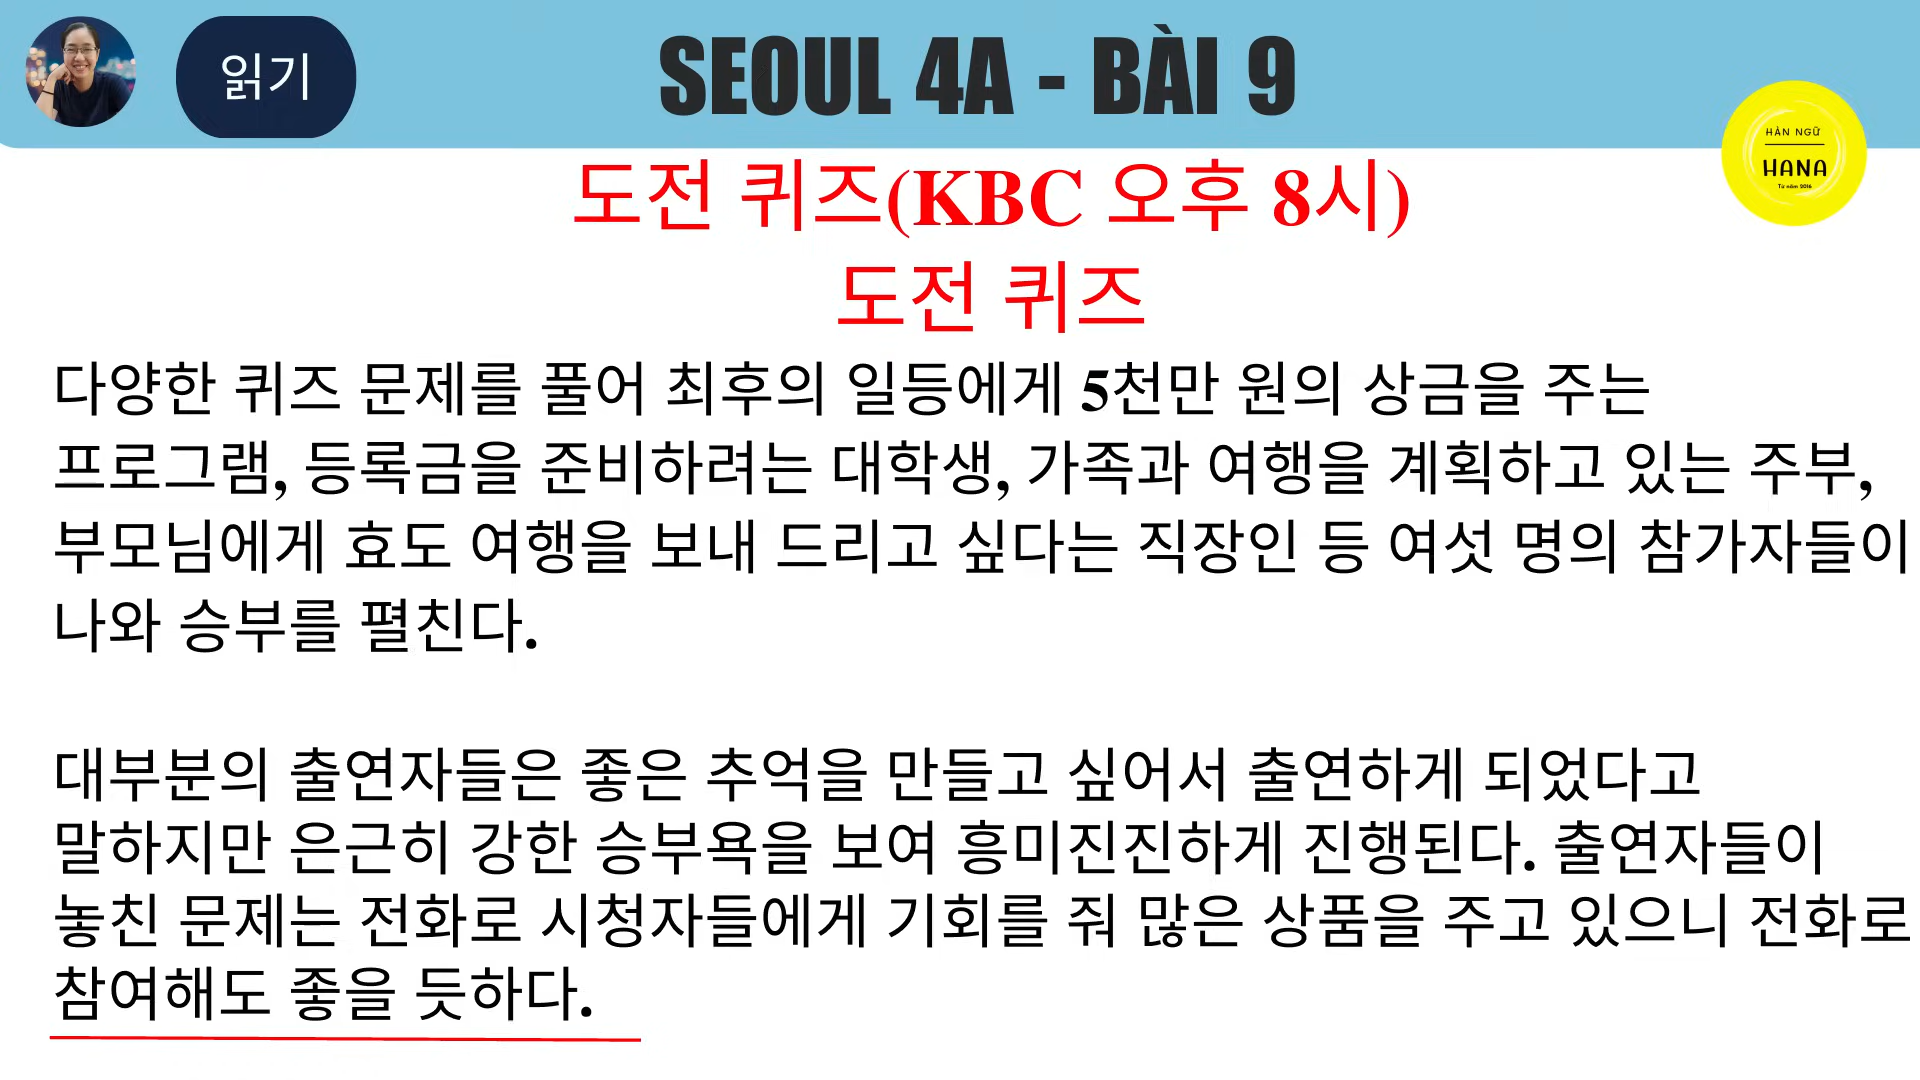 읽기
SEOUL 4A - BÀI 9
HÀN NGỮ
HANA
Từ năm 2016
도전 퀴즈(KBC 오후 8시)
도전 퀴즈
다양한 퀴즈 문제를 풀어 최후의 일등에게 5천만 원의 상금을 주는
프로그램, 등록금을 준비하려는 대학생, 가족과 여행을 계획하고 있는 주부,
부모님에게 효도 여행을 보내 드리고 싶다는 직장인 등 여섯 명의 참가자들이
나와 승부를 펼친다.
대부분의 출연자들은 좋은 추억을 만들고 싶어서 출연하게 되었다고
말하지만 은근히 강한 승부욕을 보여 흥미진진하게 진행된다. 출연자들이
놓친 문제는 전화로 시청자들에게 기회를 줘 많은 상품을 주고 있으니 전화로
참여해도 좋을 듯하다.